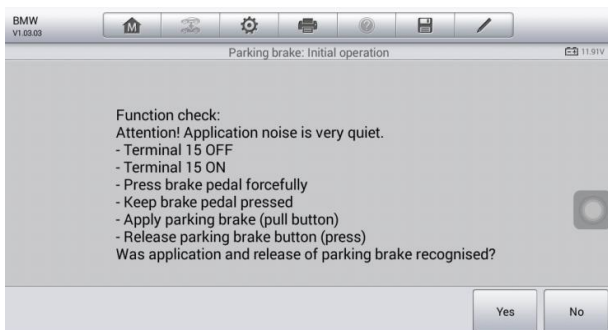 BMW
V1.03.03
M
Parking brake: Initial operation
11.91V
Function check:
Attention! Application noise is very quiet.
- Terminal 15 OFF
- Terminal 15 ON
- Press brake pedal forcefully
- Keep brake pedal pressed
- Apply parking brake (pull button)
- Release parking brake button (press)
Was application and release of parking brake recognised?
Yes
No